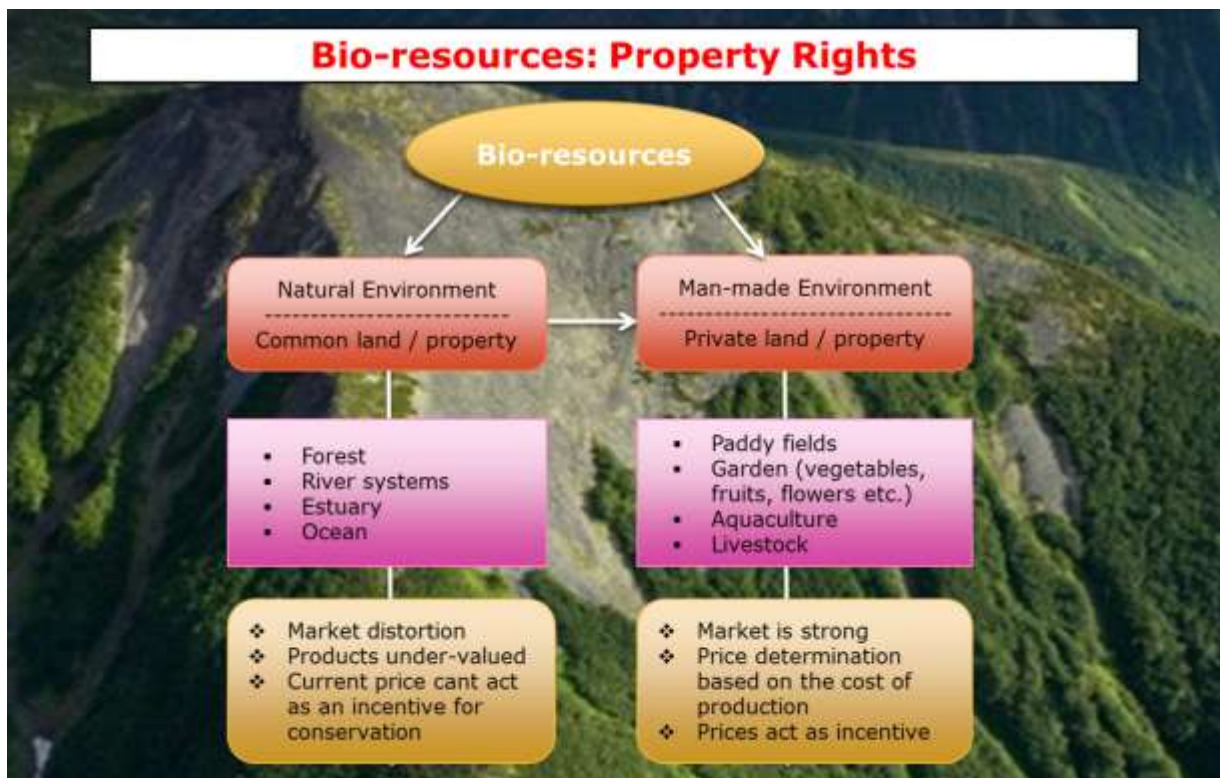 Bio-resources: Property Rights
Bio-resources
Natural Environment
---------------------------
Common land / property
Man-made Environment
--------------------------------
Private land / property
▪ Forest
▪ River systems
▪ Estuary
▪ Ocean
▪ Paddy fields
▪ Garden (vegetables,
fruits, flowers etc.)
▪ Aquaculture
▪ Livestock
❖ Market distortion
❖ Products under-valued
❖ Current price cant act
as an incentive for
conservation
❖ Market is strong
❖ Price determination
based on the cost of
production
❖ Prices act as incentive